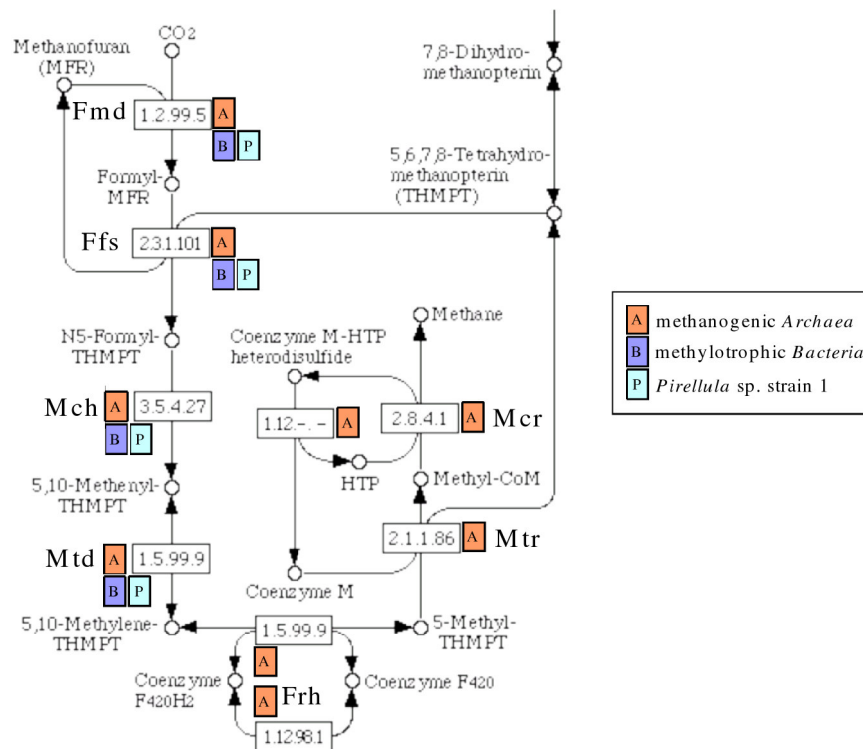 CO2
Methanofuran
(MFR)
7,8-Dihydro-
methanopterin
Fmd
1.2.99.5
A
B
P
5,6,7,8-Tetrahydro-
methanopterin
(THMPT)
Formyl-
MFR
Ffs
2.3.1.101
A
B
P
N5-Formyl-
THMPT
Coenzyme M-HTP
heterodisulfide
Methane
A methanogenic Archaea
B methylotrophic Bacteria
P Pirellula sp. strain 1
Mch
A
3.5.4.27
B
P
1.12.-.-
A
2.8.4.1
A
Mcr
HTP
Methyl-CoM
5,10-Methenyl-
THMPT
Mtd
A
1.5.99.9
B
P
2.1.1.86
A
Mtr
Coenzyme M
5,10-Methylene-
THMPT
1.5.99.9
5-Methyl-
THMPT
A
Coenzyme
F420H2
A
Frh
Coenzyme F420
1.12.98.1